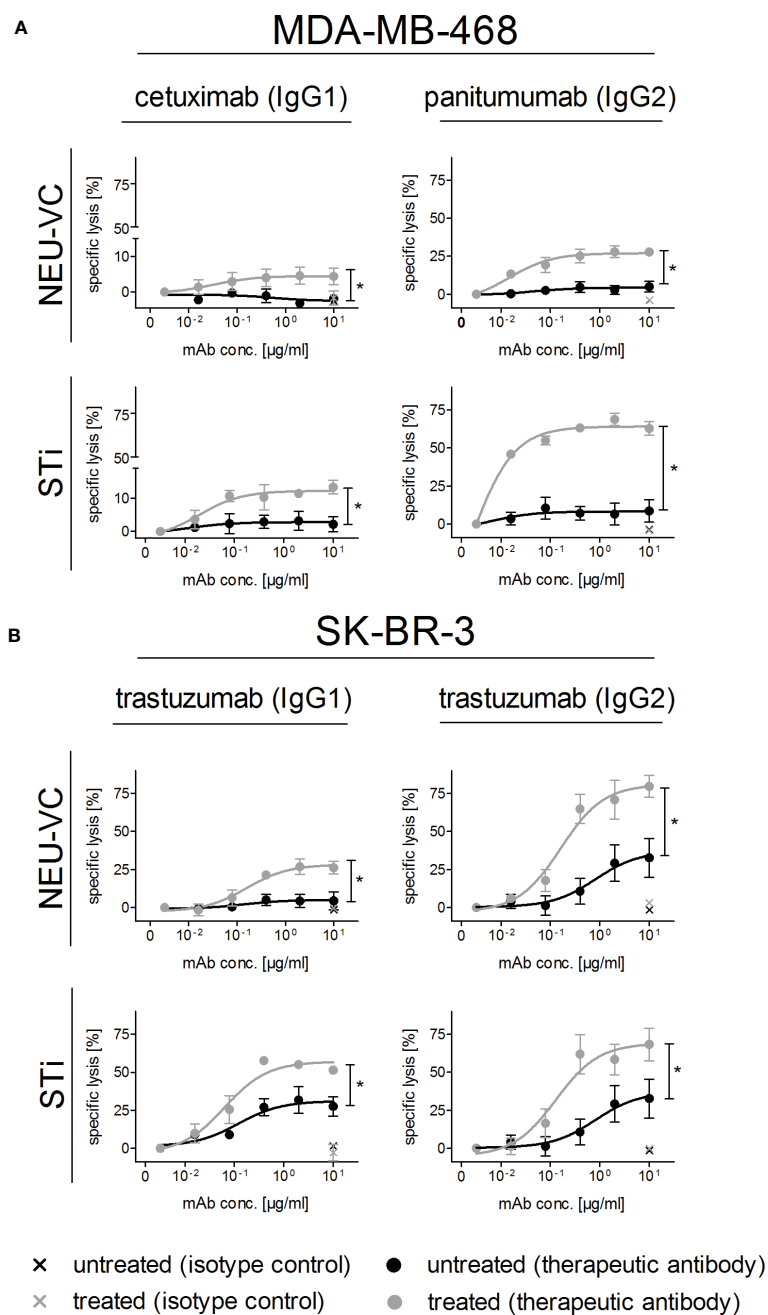 A
MDA-MB-468
cetuximab (IgG1)
panitumumab (IgG2)
NEU-VC
specific lysis [%]
75
50
10
0
*
0 10⁻² 10⁻¹ 10⁰ 10¹
mAb conc. [µg/ml]
specific lysis [%]
75
50
25
0
*
0 10⁻² 10⁻¹ 10⁰ 10¹
mAb conc. [µg/ml]
STi
specific lysis [%]
75
50
10
0
*
0 10⁻² 10⁻¹ 10⁰ 10¹
mAb conc. [µg/ml]
specific lysis [%]
75
50
25
0
*
0 10⁻² 10⁻¹ 10⁰ 10¹
mAb conc. [µg/ml]
B
SK-BR-3
trastuzumab (IgG1)
trastuzumab (IgG2)
NEU-VC
specific lysis [%]
75
50
25
0
*
0 10⁻² 10⁻¹ 10⁰ 10¹
mAb conc. [µg/ml]
specific lysis [%]
75
50
25
0
*
0 10⁻² 10⁻¹ 10⁰ 10¹
mAb conc. [µg/ml]
STi
specific lysis [%]
75
50
25
0
*
0 10⁻² 10⁻¹ 10⁰ 10¹
mAb conc. [µg/ml]
specific lysis [%]
75
50
25
0
*
0 10⁻² 10⁻¹ 10⁰ 10¹
mAb conc. [µg/ml]
untreated (isotype control)
untreated (therapeutic antibody)
treated (isotype control)
treated (therapeutic antibody)